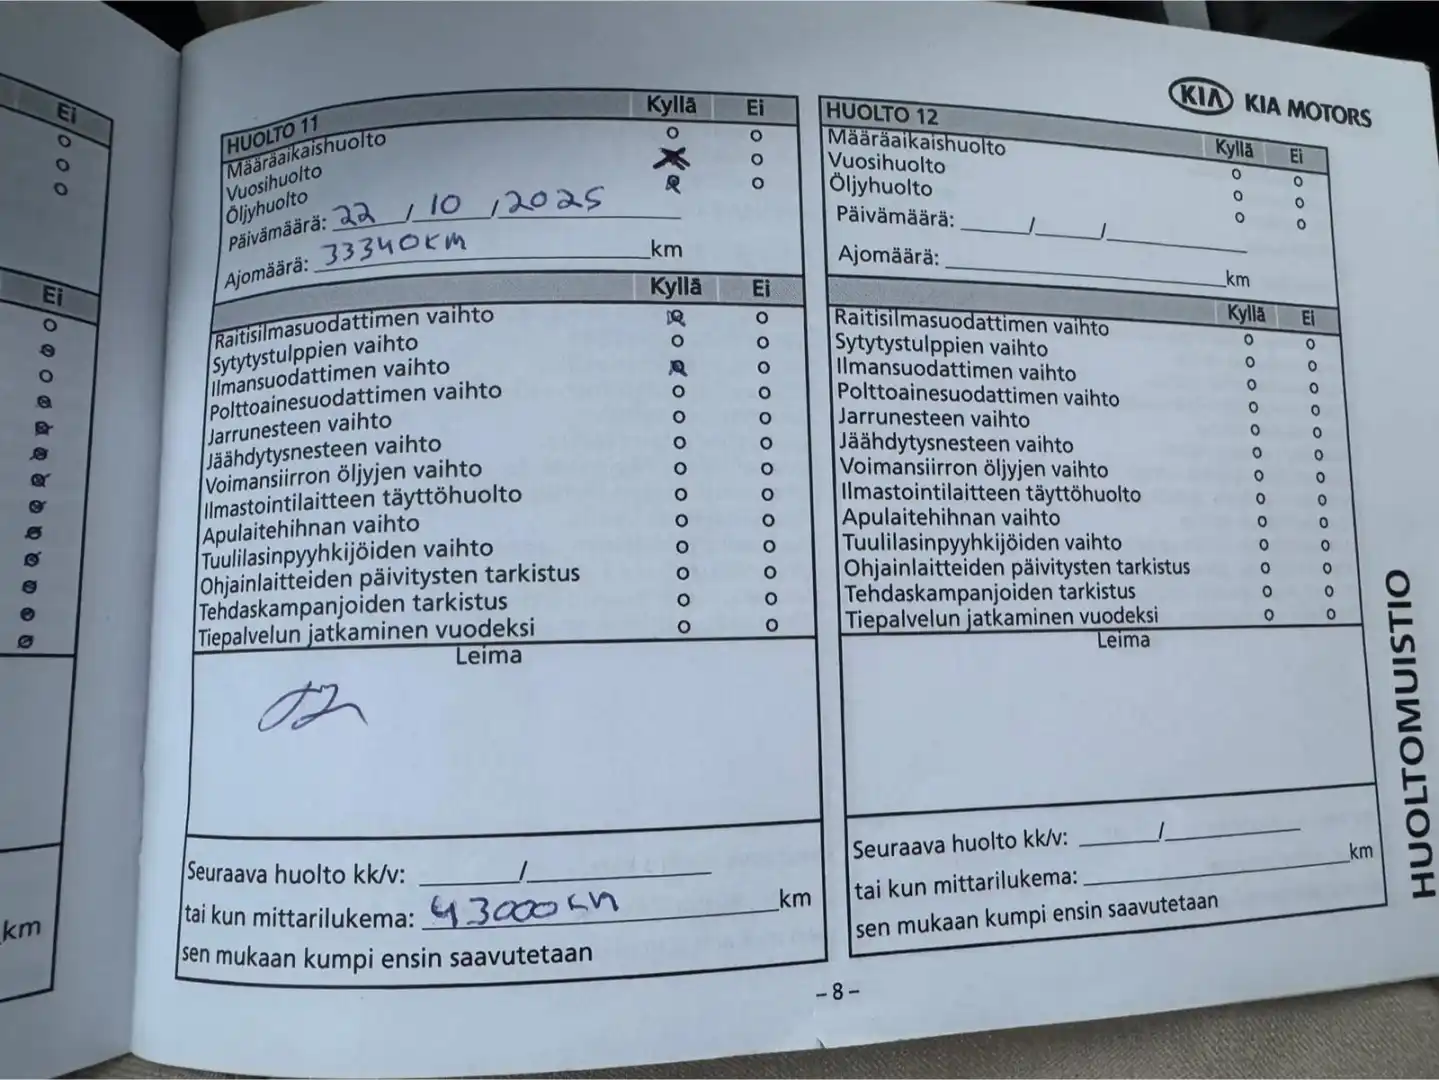 Ei
Ei
km
KIA KIA MOTORS
HUOLTO 11 Kyllä Ei
Määräaikaishuolto
Vuosihuolto
Öljyhuolto
Päivämäärä: 22 / 10 / 2025
Ajomäärä: 33340km km
Kyllä Ei
Raitisilmasuodattimen vaihto
Sytytystulppien vaihto
Ilmansuodattimen vaihto
Polttoainesuodattimen vaihto
Jarrunesteen vaihto
Jäähdytysnesteen vaihto
Voimansiirron öljyjen vaihto
Ilmastointilaitteen täyttöhuolto
Apulaitehihnan vaihto
Tuulilasinpyyhkijöiden vaihto
Ohjainlaitteiden päivitysten tarkistus
Tehdaskampanjoiden tarkistus
Tiepalvelun jatkaminen vuodeksi
Leima
Seuraava huolto kk/v: /
tai kun mittarilukema: 43000 km
sen mukaan kumpi ensin saavutetaan
HUOLTO 12 Kyllä Ei
Määräaikaishuolto
Vuosihuolto
Öljyhuolto
Päivämäärä: / /
Ajomäärä: km
Kyllä Ei
Raitisilmasuodattimen vaihto
Sytytystulppien vaihto
Ilmansuodattimen vaihto
Polttoainesuodattimen vaihto
Jarrunesteen vaihto
Jäähdytysnesteen vaihto
Voimansiirron öljyjen vaihto
Ilmastointilaitteen täyttöhuolto
Apulaitehihnan vaihto
Tuulilasinpyyhkijöiden vaihto
Ohjainlaitteiden päivitysten tarkistus
Tehdaskampanjoiden tarkistus
Tiepalvelun jatkaminen vuodeksi
Leima
Seuraava huolto kk/v: /
tai kun mittarilukema: km
sen mukaan kumpi ensin saavutetaan
HUOLTOMUISTIO
- 8 -